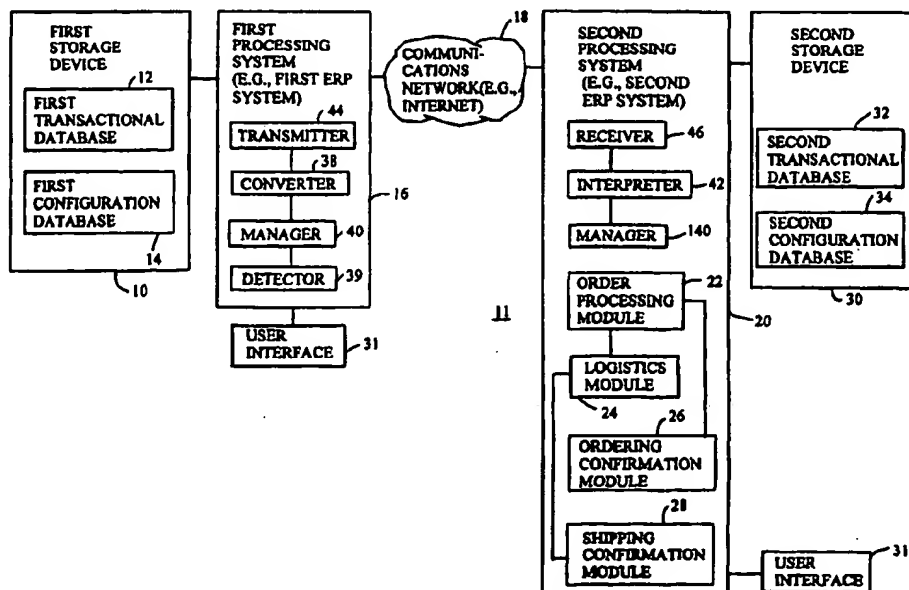 FIRST
STORAGE
DEVICE
12
FIRST
TRANSACTIONAL
DATABASE
FIRST
CONFIGURATION
DATABASE
14
10
FIRST
PROCESSING
SYSTEM
(E.G., FIRST ERP
SYSTEM)
44
TRANSMITTER
38
CONVERTER
16
MANAGER
40
DETECTOR
39
USER
INTERFACE
31
18
COMMUNI-
CATIONS
NETWORK(E.G.,
INTERNET)
11
SECOND
PROCESSING
SYSTEM
(E.G., SECOND
ERP SYSTEM)
RECEIVER
46
INTERPRETER
42
MANAGER
140
22
ORDER
PROCESSING
MODULE
20
LOGISTICS
MODULE
24
26
ORDERING
CONFIRMATION
MODULE
28
SHIPPING
CONFIRMATION
MODULE
SECOND
STORAGE
DEVICE
32
SECOND
TRANSACTIONAL
DATABASE
34
SECOND
CONFIGURATION
DATABASE
30
USER
INTERFACE
31